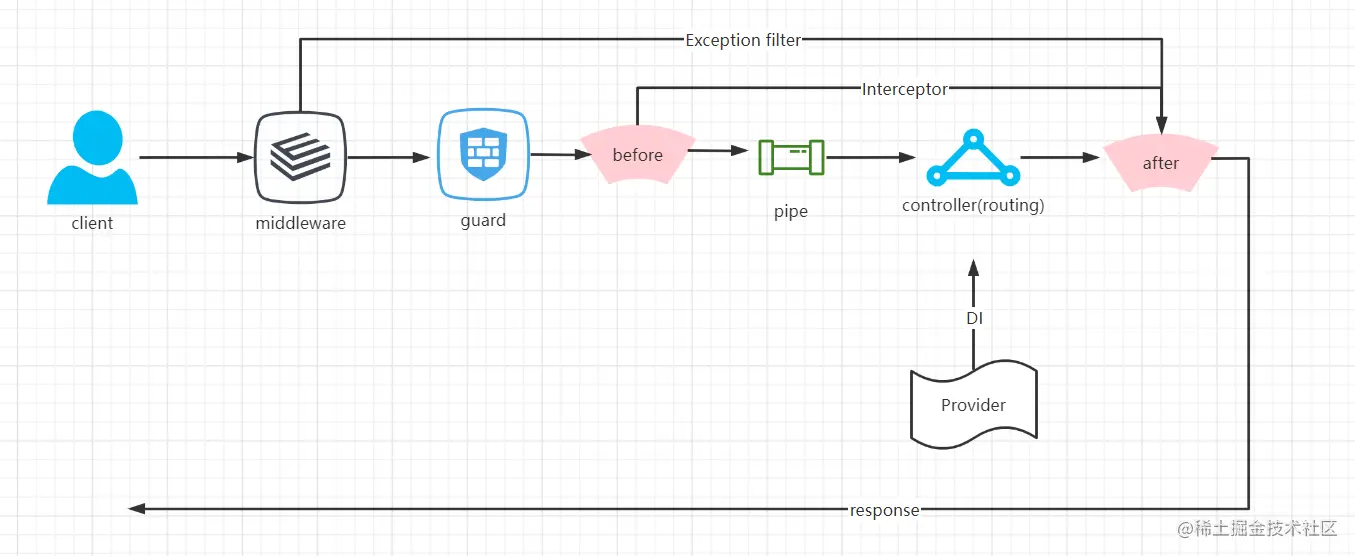 Exception filter
Interceptor
before
after
client
middleware
guard
pipe
controller(routing)
DI
Provider
response
@稀土掘金技术社区